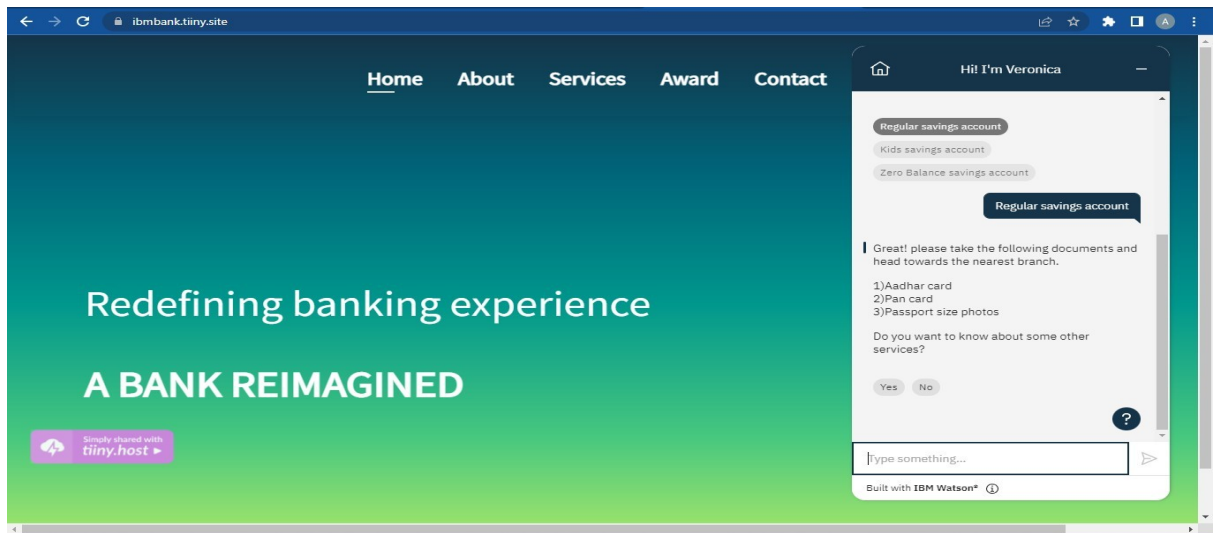 ibmbank.tiiny.site
A
Home About Services Award Contact
Redefining banking experience
A BANK REIMAGINED
Simply shared with
tiiny.host ►
Hi! I'm Veronica
Regular savings account
Kids savings account
Zero Balance savings account
Regular savings account
Great! please take the following documents and
head towards the nearest branch.
1)Aadhar card
2)Pan card
3)Passport size photos
Do you want to know about some other
services?
Yes No
?
Type something...
Built with IBM Watson®